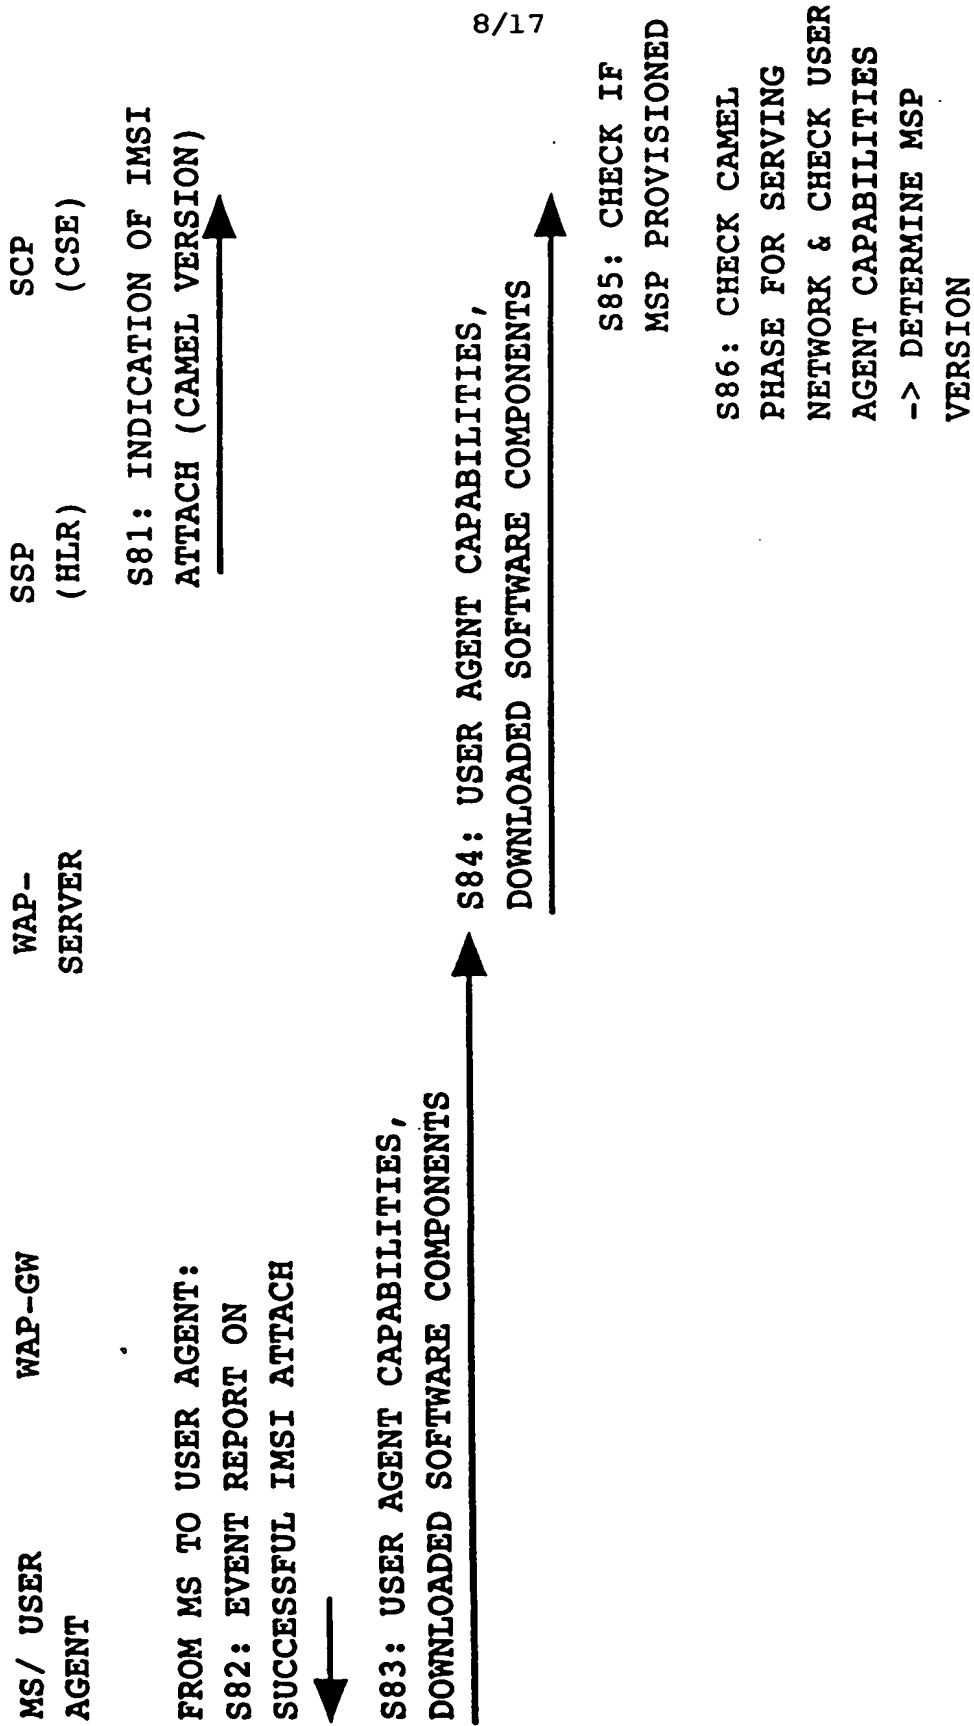 8/17
MS/ USER
AGENT
WAP-GW
WAP-
SERVER
SSP
(HLR)
SCP
(CSE)
S81: INDICATION OF IMSI
ATTACH (CAMEL VERSION)
FROM MS TO USER AGENT:
S82: EVENT REPORT ON
SUCCESSFUL IMSI ATTACH
S83: USER AGENT CAPABILITIES,
DOWNLOADED SOFTWARE COMPONENTS
S84: USER AGENT CAPABILITIES,
DOWNLOADED SOFTWARE COMPONENTS
S85: CHECK IF
MSP PROVISIONED
S86: CHECK CAMEL
PHASE FOR SERVING
NETWORK & CHECK USER
AGENT CAPABILITIES
-> DETERMINE MSP
VERSION